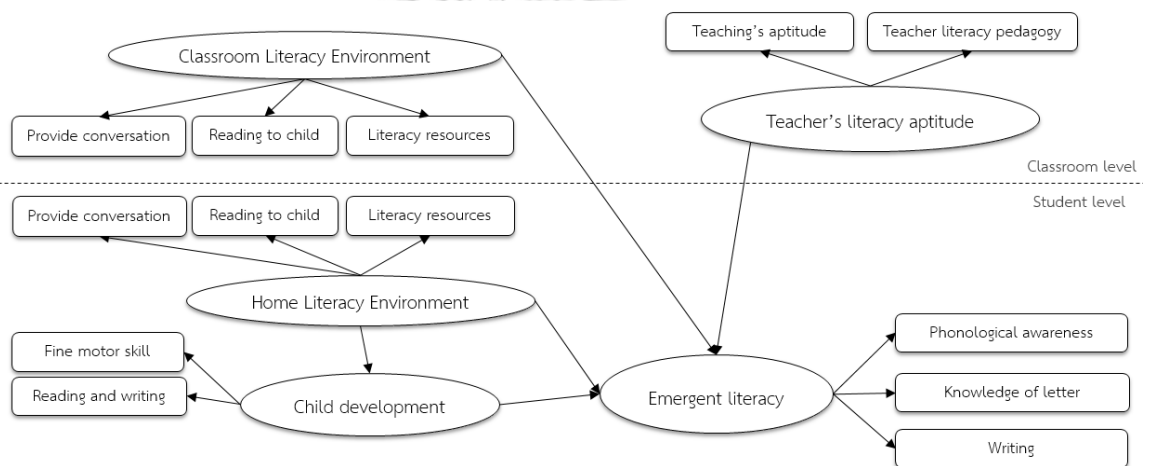 Teaching's aptitude
Teacher literacy pedagogy
Classroom Literacy Environment
Teacher's literacy aptitude
Provide conversation
Reading to child
Literacy resources
Classroom level
Student level
Provide conversation
Reading to child
Literacy resources
Home Literacy Environment
Fine motor skill
Reading and writing
Child development
Emergent literacy
Phonological awareness
Knowledge of letter
Writing